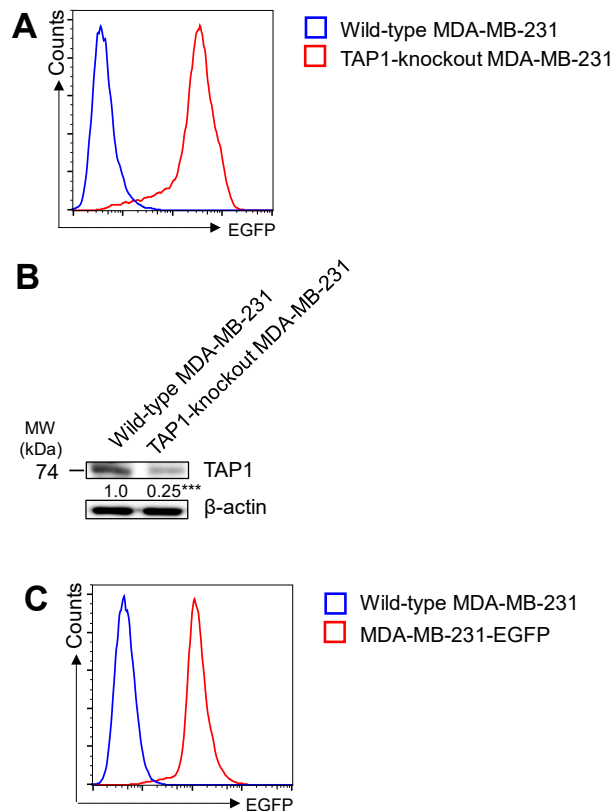 A
Counts
EGFP
Wild-type MDA-MB-231
TAP1-knockout MDA-MB-231
B
Wild-type MDA-MB-231
TAP1-knockout MDA-MB-231
MW
(kDa)
74
TAP1
1.0 0.25***
β-actin
C
Counts
EGFP
Wild-type MDA-MB-231
MDA-MB-231-EGFP